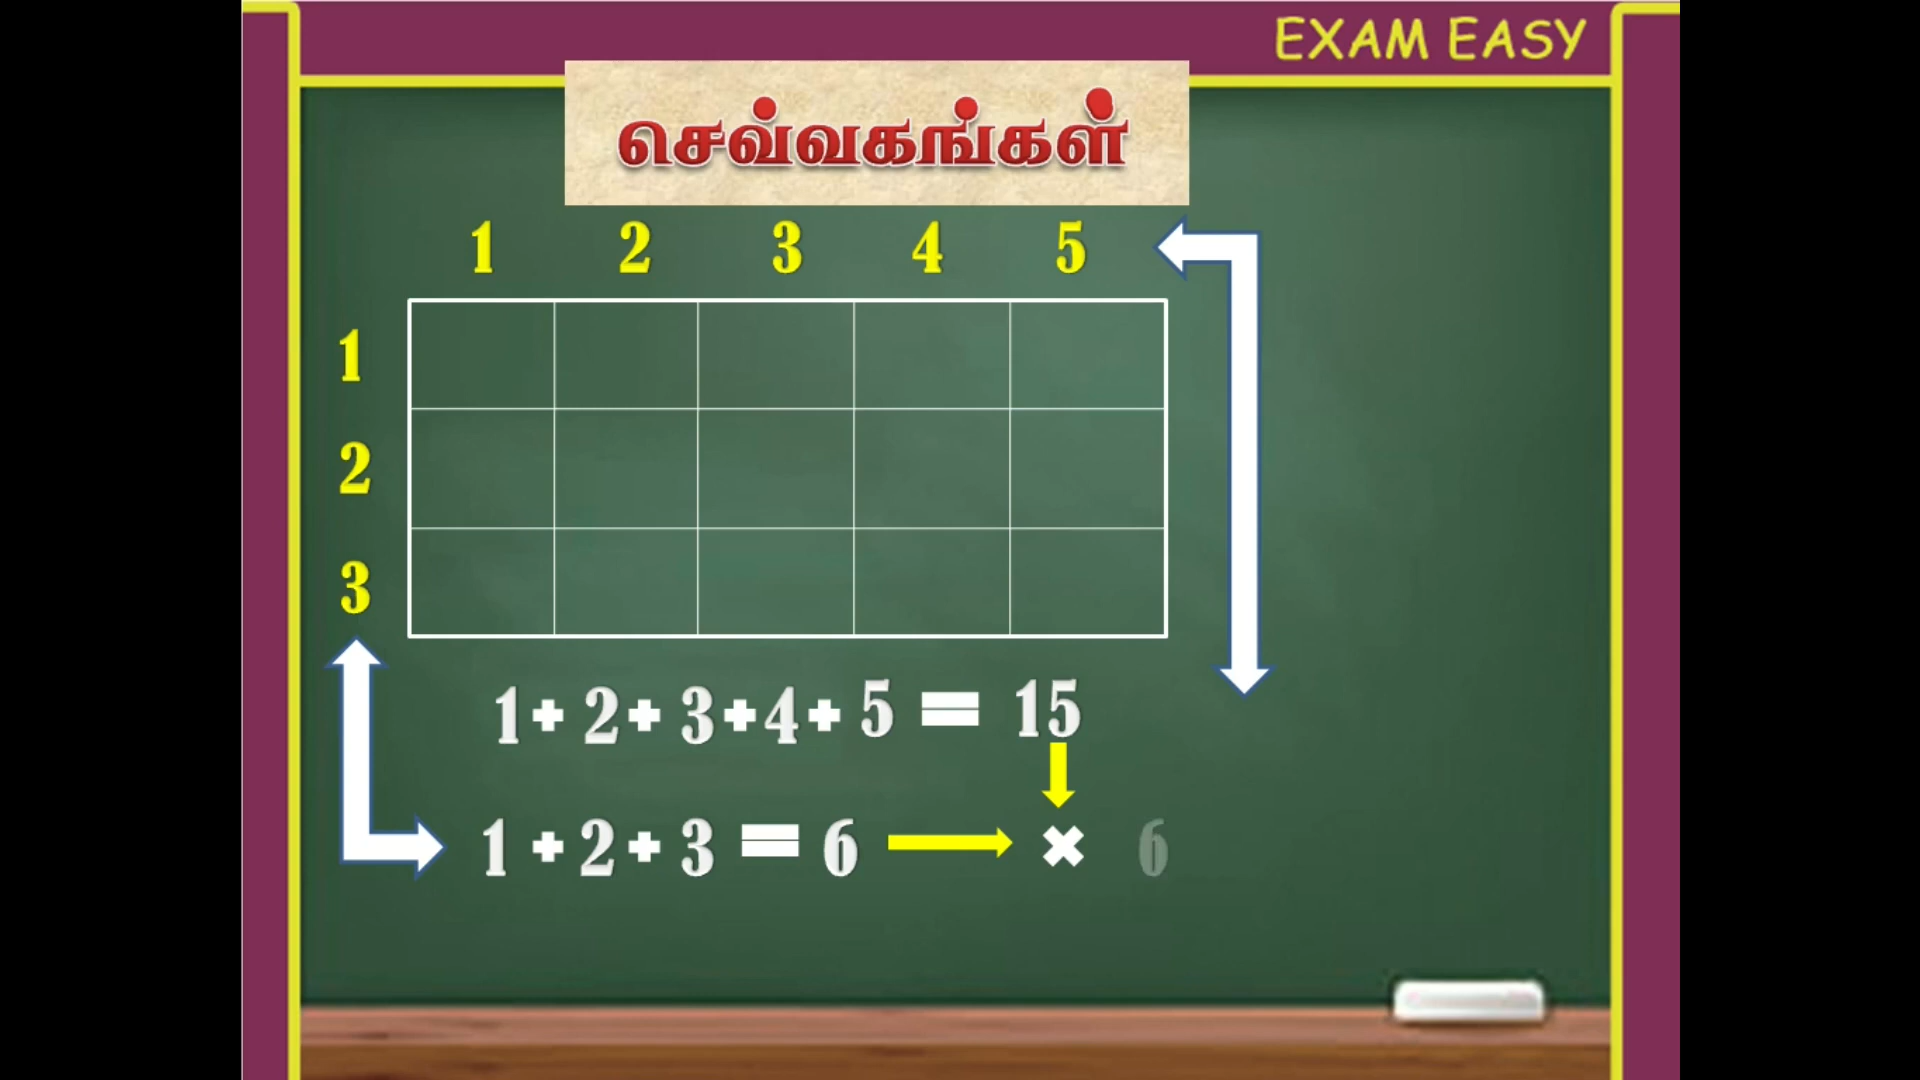 EXAM EASY
செவ்வகங்கள்
1 2 3 4 5
1
2
3
1+ 2+ 3+4+ 5 = 15
1 +2+ 3 = 6 → × 6